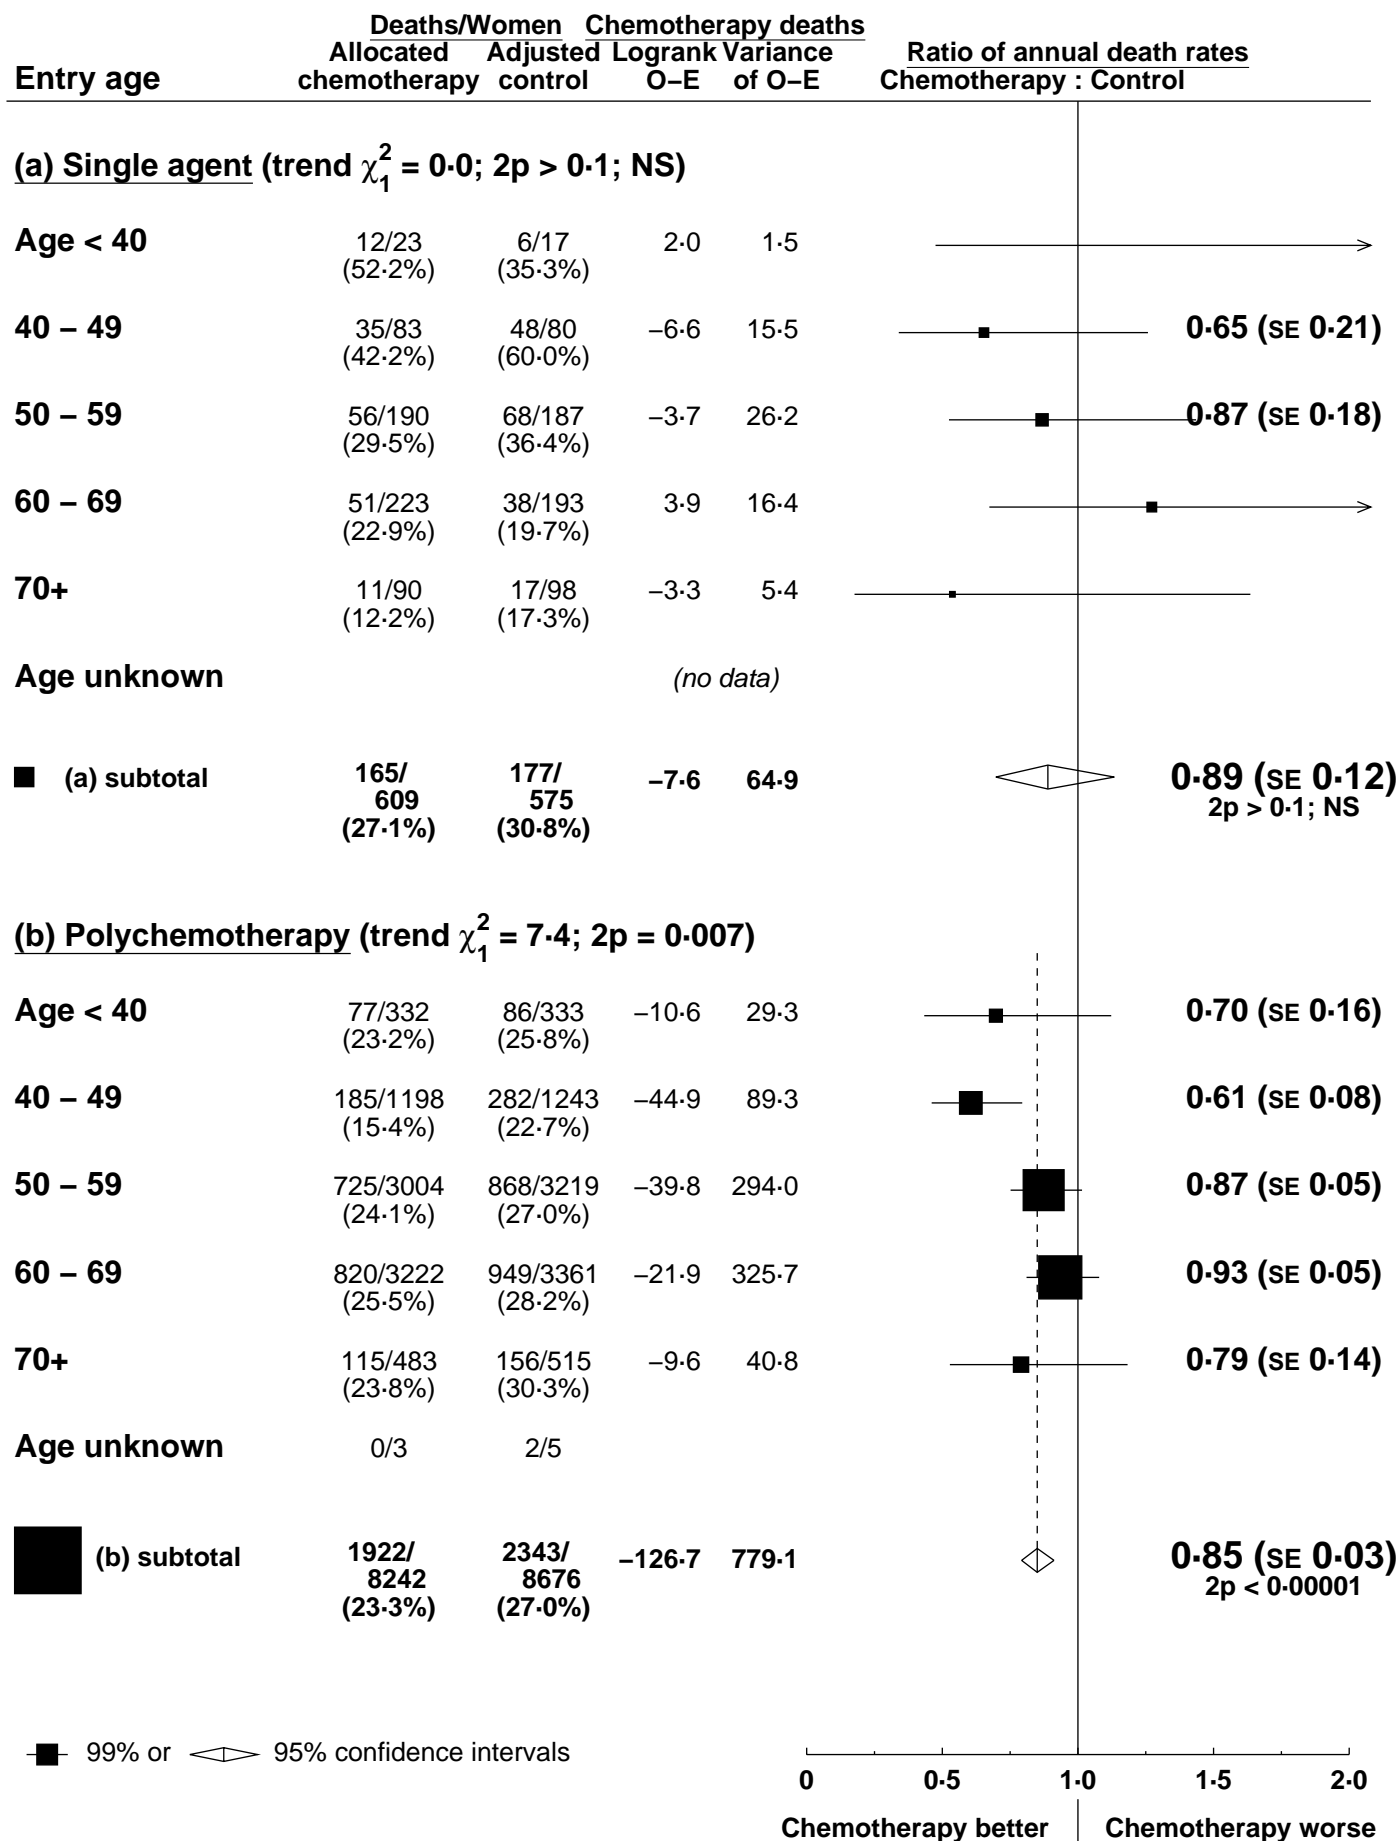 Deaths/Women Chemotherapy deaths
Allocated Adjusted Logrank Variance Ratio of annual death rates
Entry age chemotherapy control O–E of O–E Chemotherapy : Control
(a) Single agent (trend χ²₁ = 0·0; 2p > 0·1; NS)
Age < 40 12/23 6/17 2·0 1·5
(52·2%) (35·3%)
40 – 49 35/83 48/80 –6·6 15·5 0·65 (SE 0·21)
(42·2%) (60·0%)
50 – 59 56/190 68/187 –3·7 26·2 0·87 (SE 0·18)
(29·5%) (36·4%)
60 – 69 51/223 38/193 3·9 16·4
(22·9%) (19·7%)
70+ 11/90 17/98 –3·3 5·4
(12·2%) (17·3%)
Age unknown (no data)
(a) subtotal 165/ 177/ –7·6 64·9 0·89 (SE 0·12)
609 575 2p > 0·1; NS
(27·1%) (30·8%)
(b) Polychemotherapy (trend χ²₁ = 7·4; 2p = 0·007)
Age < 40 77/332 86/333 –10·6 29·3 0·70 (SE 0·16)
(23·2%) (25·8%)
40 – 49 185/1198 282/1243 –44·9 89·3 0·61 (SE 0·08)
(15·4%) (22·7%)
50 – 59 725/3004 868/3219 –39·8 294·0 0·87 (SE 0·05)
(24·1%) (27·0%)
60 – 69 820/3222 949/3361 –21·9 325·7 0·93 (SE 0·05)
(25·5%) (28·2%)
70+ 115/483 156/515 –9·6 40·8 0·79 (SE 0·14)
(23·8%) (30·3%)
Age unknown 0/3 2/5
(b) subtotal 1922/ 2343/ –126·7 779·1 0·85 (SE 0·03)
8242 8676 2p < 0·00001
(23·3%) (27·0%)
99% or 95% confidence intervals
0 0·5 1·0 1·5 2·0
Chemotherapy better Chemotherapy worse